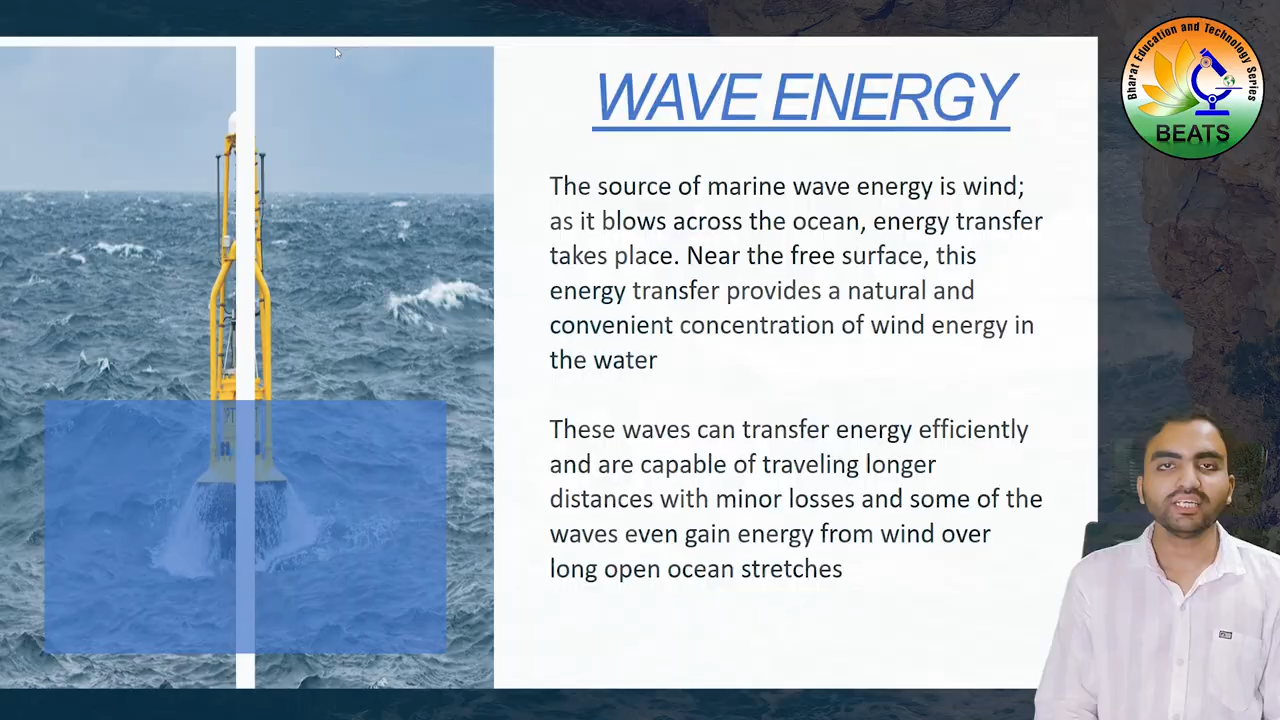 WAVE ENERGY
The source of marine wave energy is wind;
as it blows across the ocean, energy transfer
takes place. Near the free surface, this
energy transfer provides a natural and
convenient concentration of wind energy in
the water
These waves can transfer energy efficiently
and are capable of traveling longer
distances with minor losses and some of the
waves even gain energy from wind over
long open ocean stretches
Bharat Education and Technology Series
BEATS